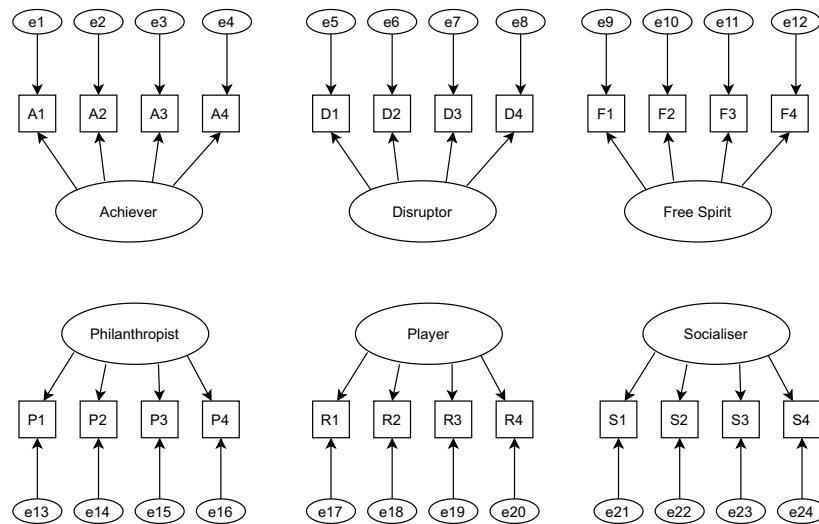 e1 e2 e3 e4 e5 e6 e7 e8 e9 e10 e11 e12
A1 A2 A3 A4 D1 D2 D3 D4 F1 F2 F3 F4
Achiever Disruptor Free Spirit
Philanthropist Player Socialiser
P1 P2 P3 P4 R1 R2 R3 R4 S1 S2 S3 S4
e13 e14 e15 e16 e17 e18 e19 e20 e21 e22 e23 e24